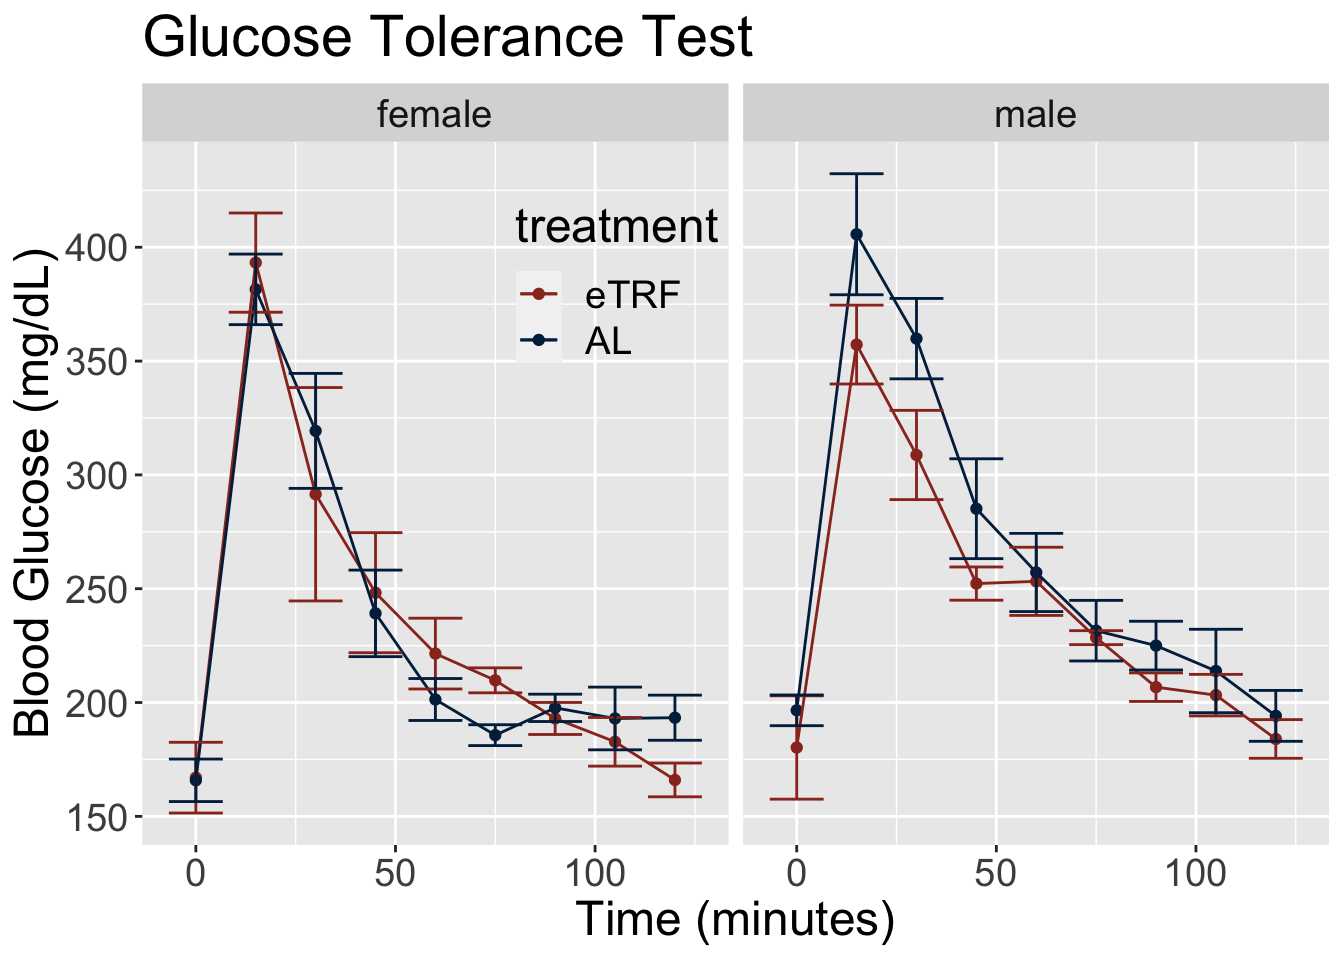 Glucose Tolerance Test
female
male
treatment
eTRF
AL
Blood Glucose (mg/dL)
400
350
300
250
200
150
0 50 100
0 50 100
Time (minutes)